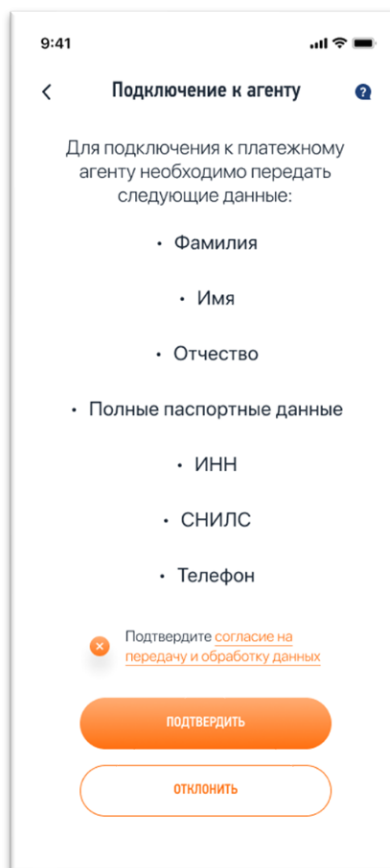 9:41
Подключение к агенту ?
Для подключения к платежному
агенту необходимо передать
следующие данные:
• Фамилия
• Имя
• Отчество
• Полные паспортные данные
• ИНН
• СНИЛС
• Телефон
Подтвердите согласие на
передачу и обработку данных
ПОДТВЕРДИТЬ
ОТКЛОНИТЬ